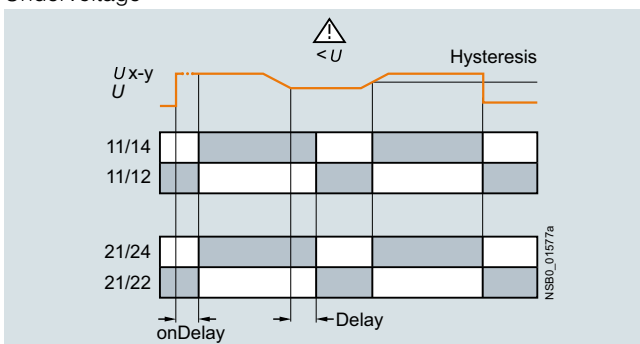 Undervoltage
< U
Hysteresis
U x-y
U
11/14
11/12
21/24
21/22
onDelay
Delay
NSB0_01577a